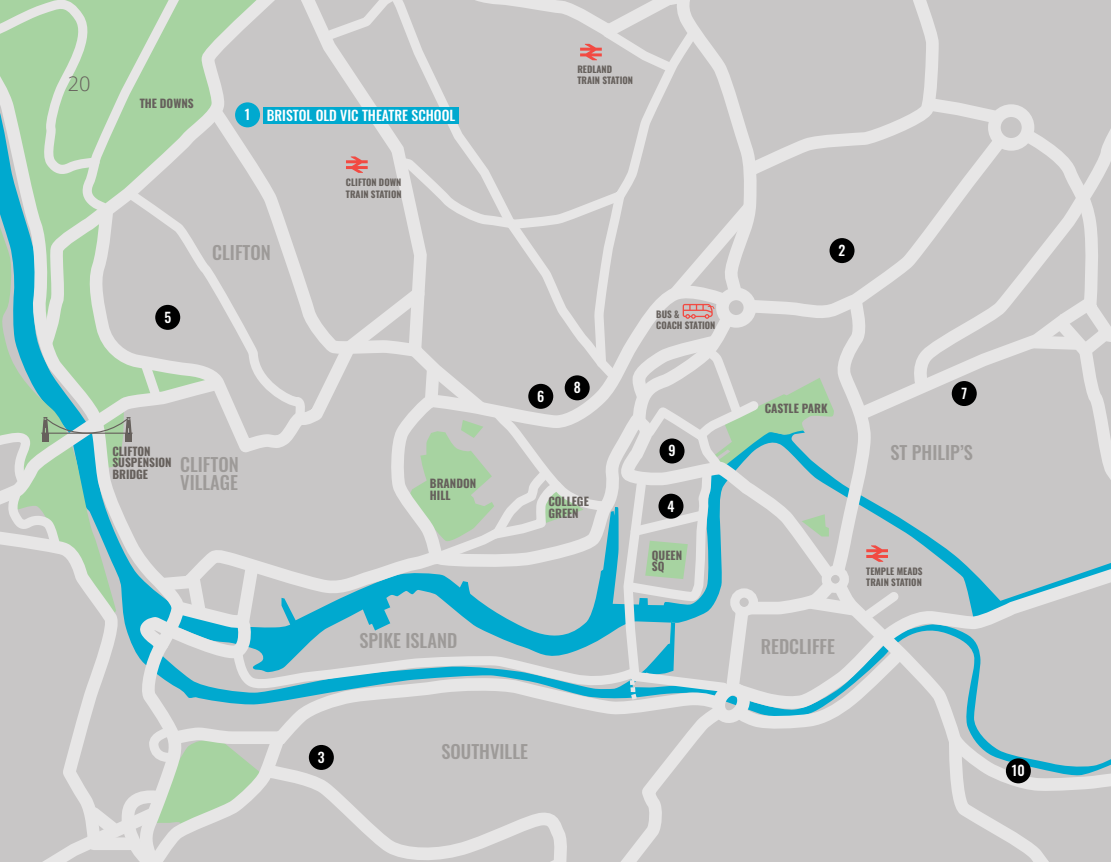 REDLAND
TRAIN STATION
20
THE DOWNS
1 BRISTOL OLD VIC THEATRE SCHOOL
CLIFTON DOWN
TRAIN STATION
CLIFTON
2
5
BUS &
COACH STATION
6
8
7
CASTLE PARK
CLIFTON
SUSPENSION
BRIDGE
CLIFTON
VILLAGE
9
ST PHILIP'S
BRANDON
HILL
COLLEGE
GREEN
4
QUEEN
SQ
TEMPLE MEADS
TRAIN STATION
SPIKE ISLAND
REDCLIFFE
3
SOUTHVILLE
10